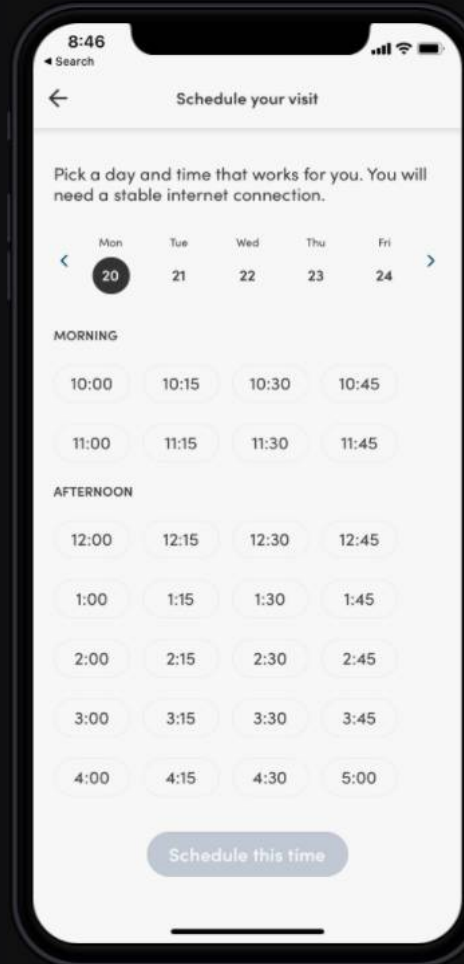 8:46
Search
Schedule your visit
Pick a day and time that works for you. You will
need a stable internet connection.
Mon Tue Wed Thu Fri
20 21 22 23 24
MORNING
10:00 10:15 10:30 10:45
11:00 11:15 11:30 11:45
AFTERNOON
12:00 12:15 12:30 12:45
1:00 1:15 1:30 1:45
2:00 2:15 2:30 2:45
3:00 3:15 3:30 3:45
4:00 4:15 4:30 5:00
Schedule this time